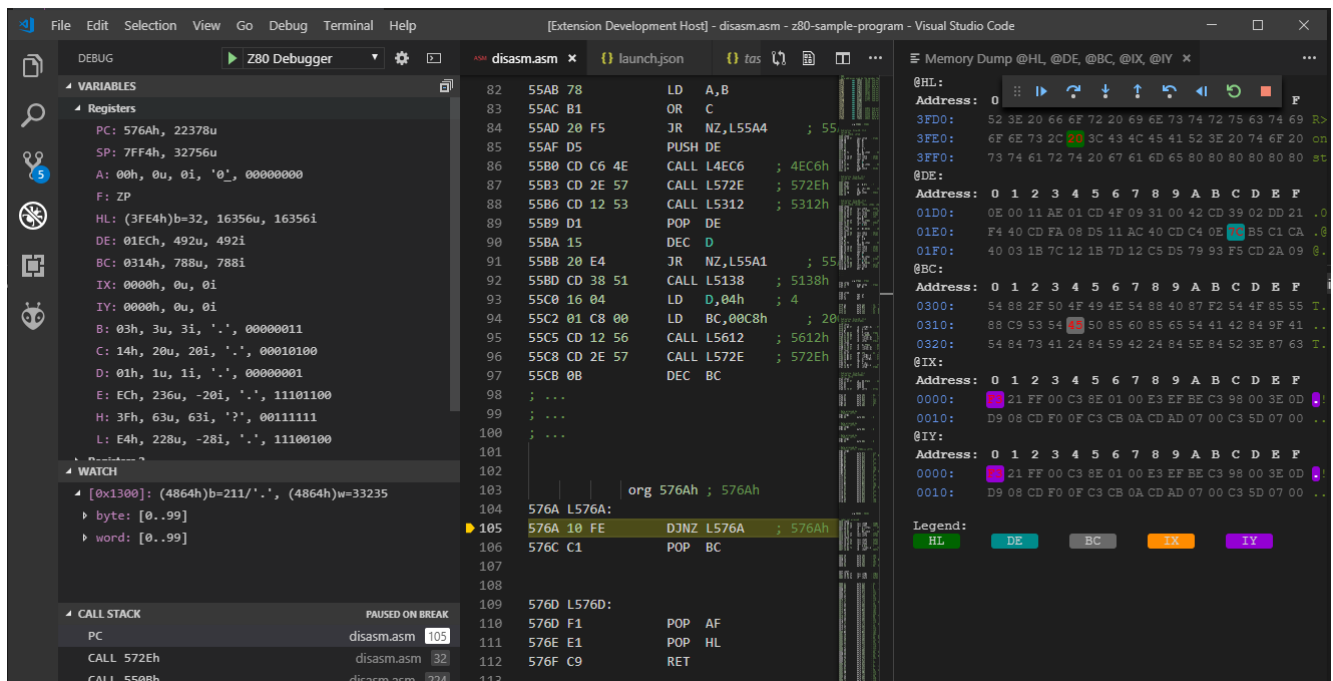 File Edit Selection View Go Debug Terminal Help
[Extension Development Host] - disasm.asm - z80-sample-program - Visual Studio Code
DEBUG
Z80 Debugger
VARIABLES
Registers
PC: 576Ah, 22378u
SP: 7FF4h, 32756u
A: 00h, 0u, 0i, '0', 00000000
F: ZP
HL: (3FE4h)b=32, 16356u, 16356i
DE: 01ECh, 492u, 492i
BC: 0314h, 788u, 788i
IX: 0000h, 0u, 0i
IY: 0000h, 0u, 0i
B: 03h, 3u, 3i, '.', 00000011
C: 14h, 20u, 20i, '.', 00010100
D: 01h, 1u, 1i, '.', 00000001
E: ECh, 236u, -20i, '.', 11101100
H: 3Fh, 63u, 63i, '?', 00111111
L: E4h, 228u, -28i, '.', 11100100
WATCH
[0x1300]: (4864h)b=211/'.', (4864h)w=33235
byte: [0..99]
word: [0..99]
CALL STACK PAUSED ON BREAK
PC disasm.asm 105
CALL 572Eh disasm.asm 32
CALL 550Bh disasm.asm 224
5
ASM disasm.asm × {} launch.json {} tas
82 55AB 78 LD A,B
83 55AC B1 OR C
84 55AD 20 F5 JR NZ,L55A4 ; 55
85 55AF D5 PUSH DE
86 55B0 CD C6 4E CALL L4EC6 ; 4EC6h
87 55B3 CD 2E 57 CALL L572E ; 572Eh
88 55B6 CD 12 53 CALL L5312 ; 5312h
89 55B9 D1 POP DE
90 55BA 15 DEC D
91 55BB 20 E4 JR NZ,L55A1 ; 55
92 55BD CD 38 51 CALL L5138 ; 5138h
93 55C0 16 04 LD D,04h ; 4
94 55C2 01 C8 00 LD BC,00C8h ; 20
95 55C5 CD 12 56 CALL L5612 ; 5612h
96 55C8 CD 2E 57 CALL L572E ; 572Eh
97 55CB 0B DEC BC
98 ; ...
99 ; ...
100 ; ...
101
102
103 org 576Ah ; 576Ah
104 576A L576A:
105 576A 10 FE DJNZ L576A ; 576Ah
106 576C C1 POP BC
107
108
109 576D L576D:
110 576D F1 POP AF
111 576E E1 POP HL
112 576F C9 RET
113
Memory Dump @HL, @DE, @BC, @IX, @IY ×
@HL:
Address: 0 F
3FD0: 52 3E 20 66 6F 72 20 69 6E 73 74 72 75 63 74 69 R>
3FE0: 6F 6E 73 2C 20 3C 43 4C 45 41 52 3E 20 74 6F 20 on
3FF0: 73 74 61 72 74 20 67 61 6D 65 80 80 80 80 80 80 st
@DE:
Address: 0 1 2 3 4 5 6 7 8 9 A B C D E F
01D0: 0E 00 11 AE 01 CD 4F 09 31 00 42 CD 39 02 DD 21 .0
01E0: F4 40 CD FA 08 D5 11 AC 40 CD C4 0E 7C B5 C1 CA .@
01F0: 40 03 1B 7C 12 1B 7D 12 C5 D5 79 93 F5 CD 2A 09 @.
@BC:
Address: 0 1 2 3 4 5 6 7 8 9 A B C D E F
0300: 54 88 2F 50 4F 49 4E 54 88 40 87 F2 54 4F 85 55 T.
0310: 88 C9 53 54 45 50 85 60 85 65 54 41 42 84 9F 41 ..
0320: 54 84 73 41 24 84 59 42 24 84 5E 84 52 3E 87 63 T.
@IX:
Address: 0 1 2 3 4 5 6 7 8 9 A B C D E F
0000: 21 FF 00 C3 8E 01 00 E3 EF BE C3 98 00 3E 0D .!
0010: D9 08 CD F0 0F C3 CB 0A CD AD 07 00 C3 5D 07 00 ..
@IY:
Address: 0 1 2 3 4 5 6 7 8 9 A B C D E F
0000: 21 FF 00 C3 8E 01 00 E3 EF BE C3 98 00 3E 0D .!
0010: D9 08 CD F0 0F C3 CB 0A CD AD 07 00 C3 5D 07 00 ..
Legend:
HL DE BC IX IY